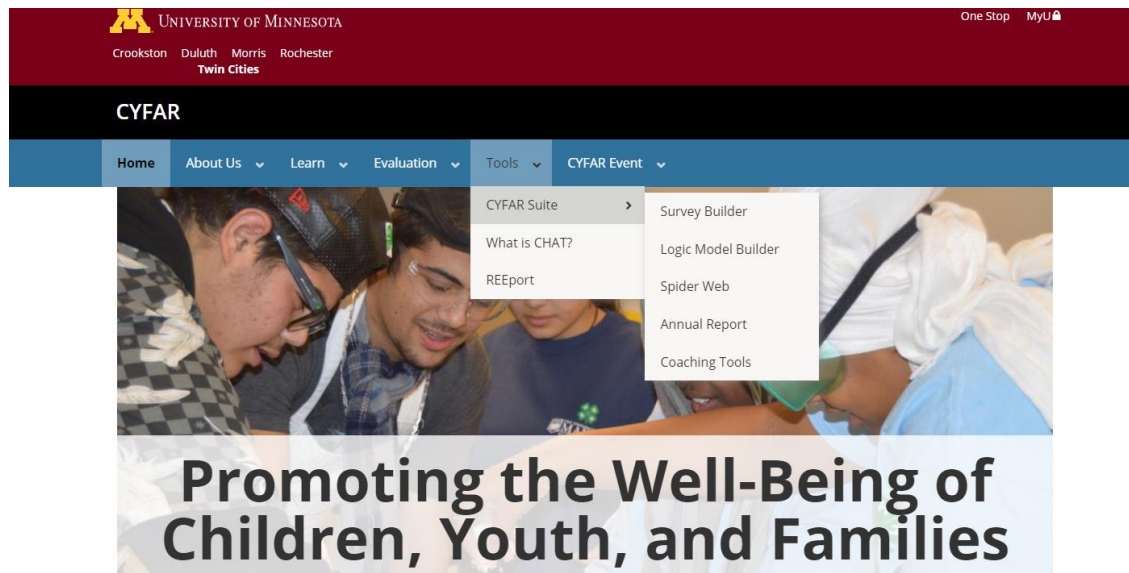 UNIVERSITY OF MINNESOTA
One Stop MyU
Crookston Duluth Morris Rochester
Twin Cities
CYFAR
Home About Us Learn Evaluation Tools CYFAR Event
CYFAR Suite
What is CHAT?
REEport
Survey Builder
Logic Model Builder
Spider Web
Annual Report
Coaching Tools
Promoting the Well-Being of
Children, Youth, and Families